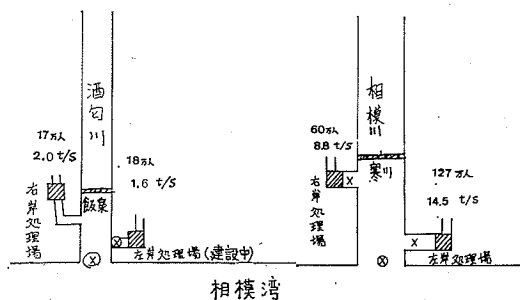 酒匂川
17万人
2.0 t/s
右岸処理場
飯泉
18万人
1.6 t/s
左岸処理場(建設中)
相模川
60万人
8.8 t/s
右岸処理場
寒川
127万人
14.5 t/s
左岸処理場
相模湾